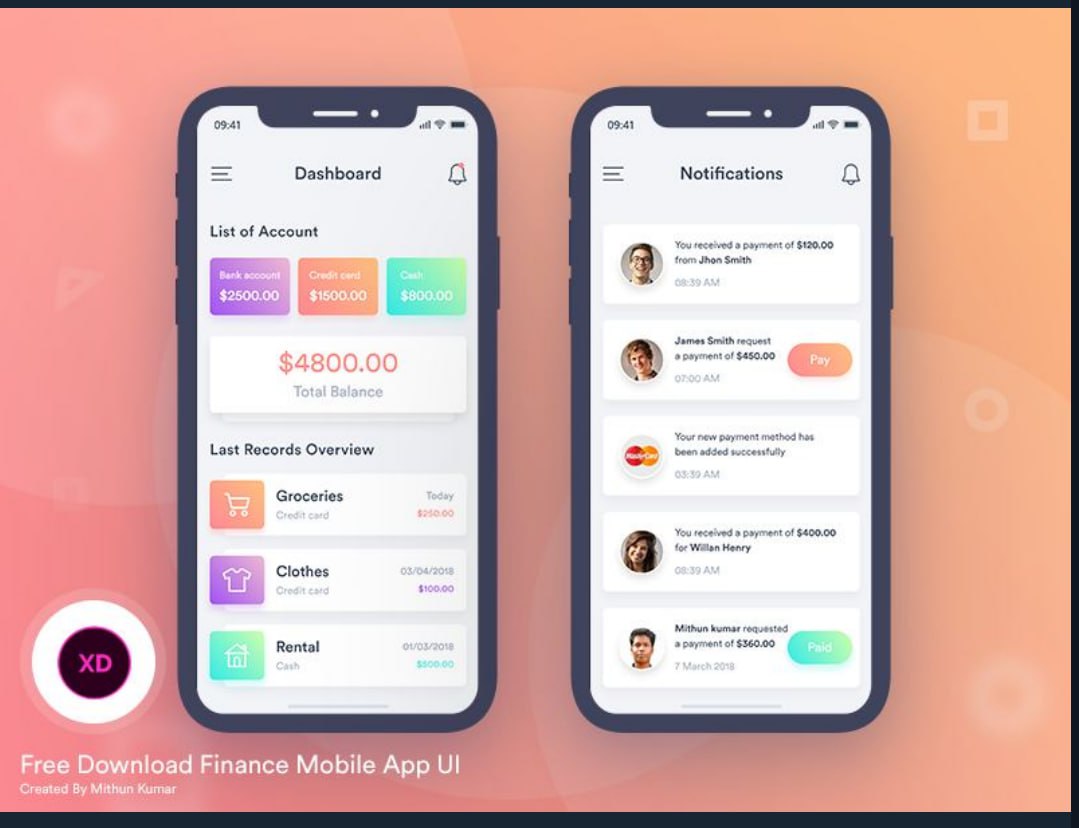 09:41
Dashboard
List of Account
Bank account
$2500.00
Credit card
$1500.00
Cash
$800.00
$4800.00
Total Balance
Last Records Overview
Groceries
Today
Credit card
$250.00
Clothes
03/04/2018
Credit card
$100.00
Rental
01/03/2018
Cash
09:41
Notifications
You received a payment of $120.00
from Jhon Smith
08:39 AM
James Smith request
a payment of $450.00
07:00 AM
Pay
MasterCard
Your new payment method has
been added successfully
03:39 AM
You received a payment of $400.00
for Willan Henry
08:39 AM
Mithun kumar requested
a payment of $360.00
7 March 2018
Paid
XD
Free Download Finance Mobile App UI
Created By Mithun Kumar